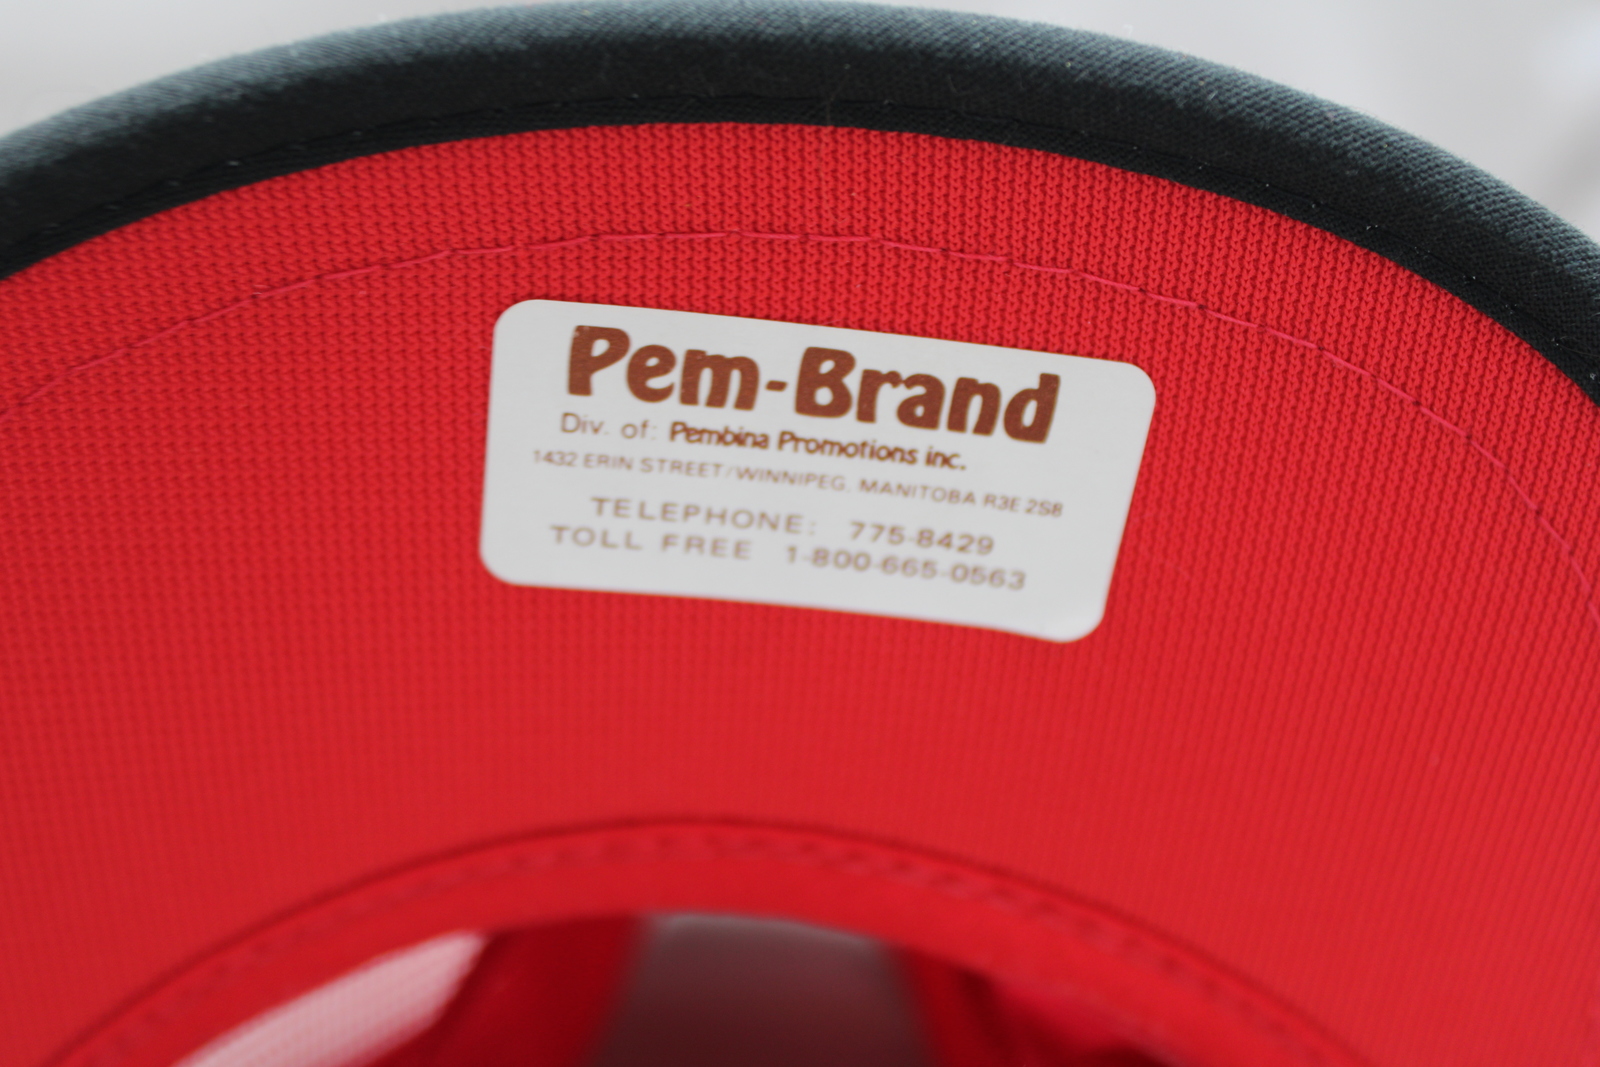 Pem-Brand
Div. of: Pembina Promotions inc.
1432 ERIN STREET/WINNIPEG. MANITOBA R3E 2S8
TELEPHONE: 775-8429
TOLL FREE 1-800-665-0563